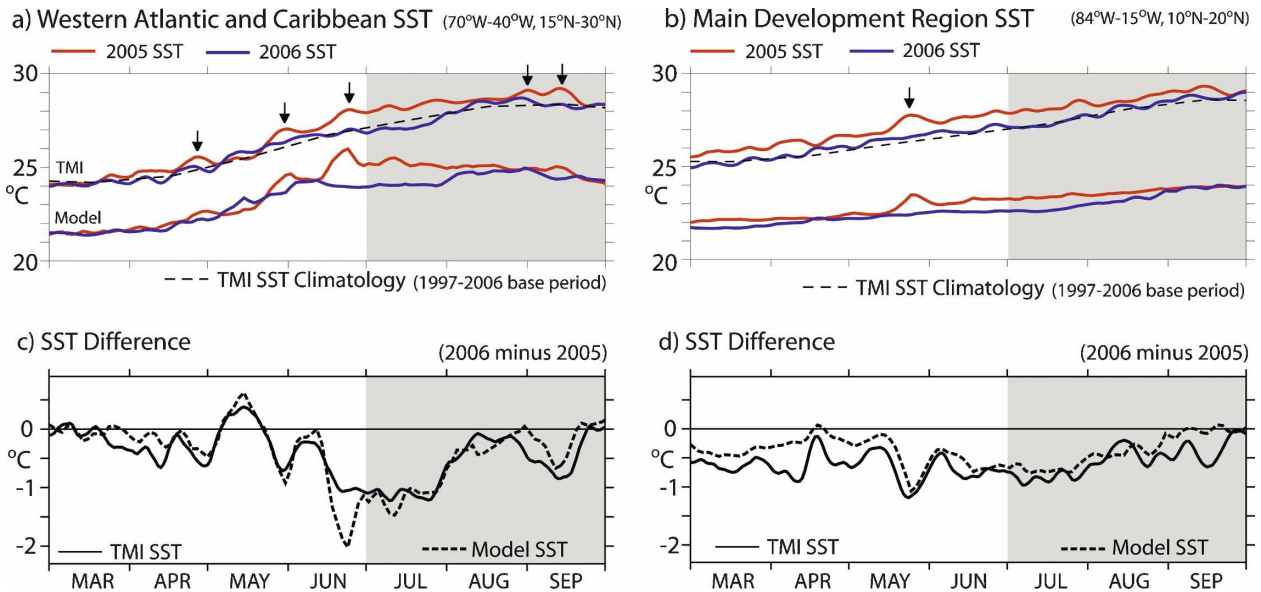 a) Western Atlantic and Caribbean SST (70°W-40°W, 15°N-30°N)
2005 SST 2006 SST
30
25
°C
20
TMI
Model
TMI SST Climatology (1997-2006 base period)
b) Main Development Region SST (84°W-15°W, 10°N-20°N)
2005 SST 2006 SST
30
25
°C
20
TMI SST Climatology (1997-2006 base period)
c) SST Difference (2006 minus 2005)
0
°C
-1
-2
TMI SST Model SST
MAR APR MAY JUN JUL AUG SEP
d) SST Difference (2006 minus 2005)
0
°C
-1
-2
TMI SST Model SST
MAR APR MAY JUN JUL AUG SEP